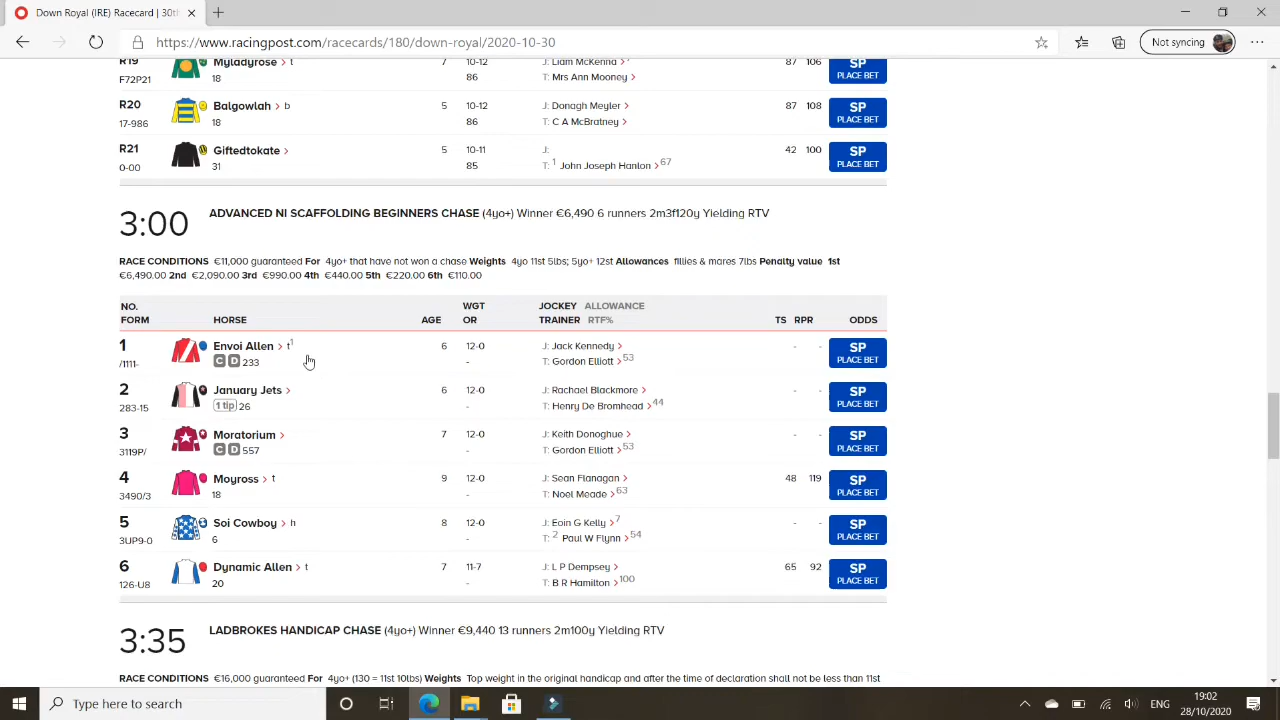 Down Royal (IRE) Racecard | 30th
https://www.racingpost.com/racecards/180/down-royal/2020-10-30
Not syncing
R19 Myladyrose > t 7 10-12 J: Liam McKenna > 87 106 SP
F72P21 18 86 T: Mrs Ann Mooney > PLACE BET
R20 Balgowlah > b 5 10-12 J: Donagh Meyler > 87 108 SP
17-986 18 86 T: C A McBratney > PLACE BET
R21 Giftedtokate > 5 10-11 J: 42 100 SP
0-00 31 85 T: 1 John Joseph Hanlon > 67 PLACE BET
3:00 ADVANCED NI SCAFFOLDING BEGINNERS CHASE (4yo+) Winner €6,490 6 runners 2m3f120y Yielding RTV
RACE CONDITIONS €11,000 guaranteed For 4yo+ that have not won a chase Weights 4yo 11st 5lbs; 5yo+ 12st Allowances fillies & mares 7lbs Penalty value 1st
€6,490.00 2nd €2,090.00 3rd €990.00 4th €440.00 5th €220.00 6th €110.00
NO. WGT JOCKEY ALLOWANCE
FORM HORSE AGE OR TRAINER RTF% TS RPR ODDS
1 Envoi Allen > t1 6 12-0 J: Jack Kennedy > - - SP
/1111- C D 233 - T: Gordon Elliott > 53 PLACE BET
2 January Jets > 6 12-0 J: Rachael Blackmore > - - SP
283-15 1 tip 26 - T: Henry De Bromhead > 44 PLACE BET
3 Moratorium > 7 12-0 J: Keith Donoghue > - - SP
3119P/ C D 557 - T: Gordon Elliott > 53 PLACE BET
4 Moyross > t 9 12-0 J: Sean Flanagan > 48 119 SP
3490/3 18 - T: Noel Meade > 63 PLACE BET
5 Soi Cowboy > h 8 12-0 J: Eoin G Kelly > 7 - - SP
3UP9-0 6 - T: 2 Paul W Flynn > 54 PLACE BET
6 Dynamic Allen > t 7 11-7 J: L P Dempsey > 65 92 SP
126-U8 20 - T: B R Hamilton > 100 PLACE BET
3:35 LADBROKES HANDICAP CHASE (4yo+) Winner €9,440 13 runners 2m100y Yielding RTV
RACE CONDITIONS €16,000 guaranteed For 4yo+ (130 = 11st 10lbs) Weights Top weight in the original handicap and after the time of declaration shall not be less than 11st
Type here to search
ENG
19:02
28/10/2020